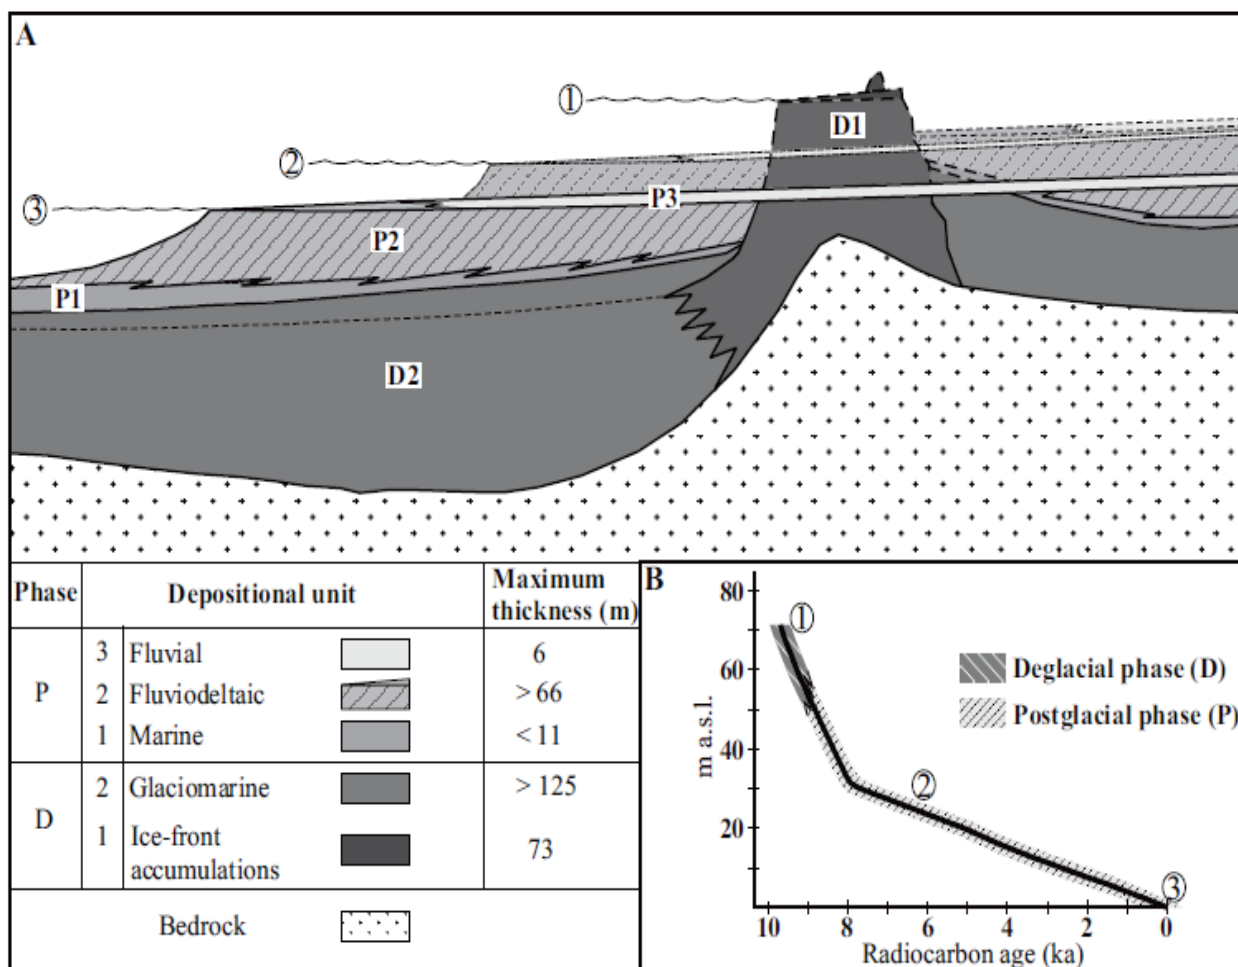 A
①
D1
②
③
P3
P2
P1
D2
Phase Depositional unit Maximum
thickness (m)
P
3 Fluvial 6
2 Fluviodeltaic > 66
1 Marine < 11
D
2 Glaciomarine > 125
1 Ice-front
accumulations 73
Bedrock
B
80
①
60
Deglacial phase (D)
Postglacial phase (P)
m a.s.l.
40
②
20
③
10 8 6 4 2 0
Radiocarbon age (ka)